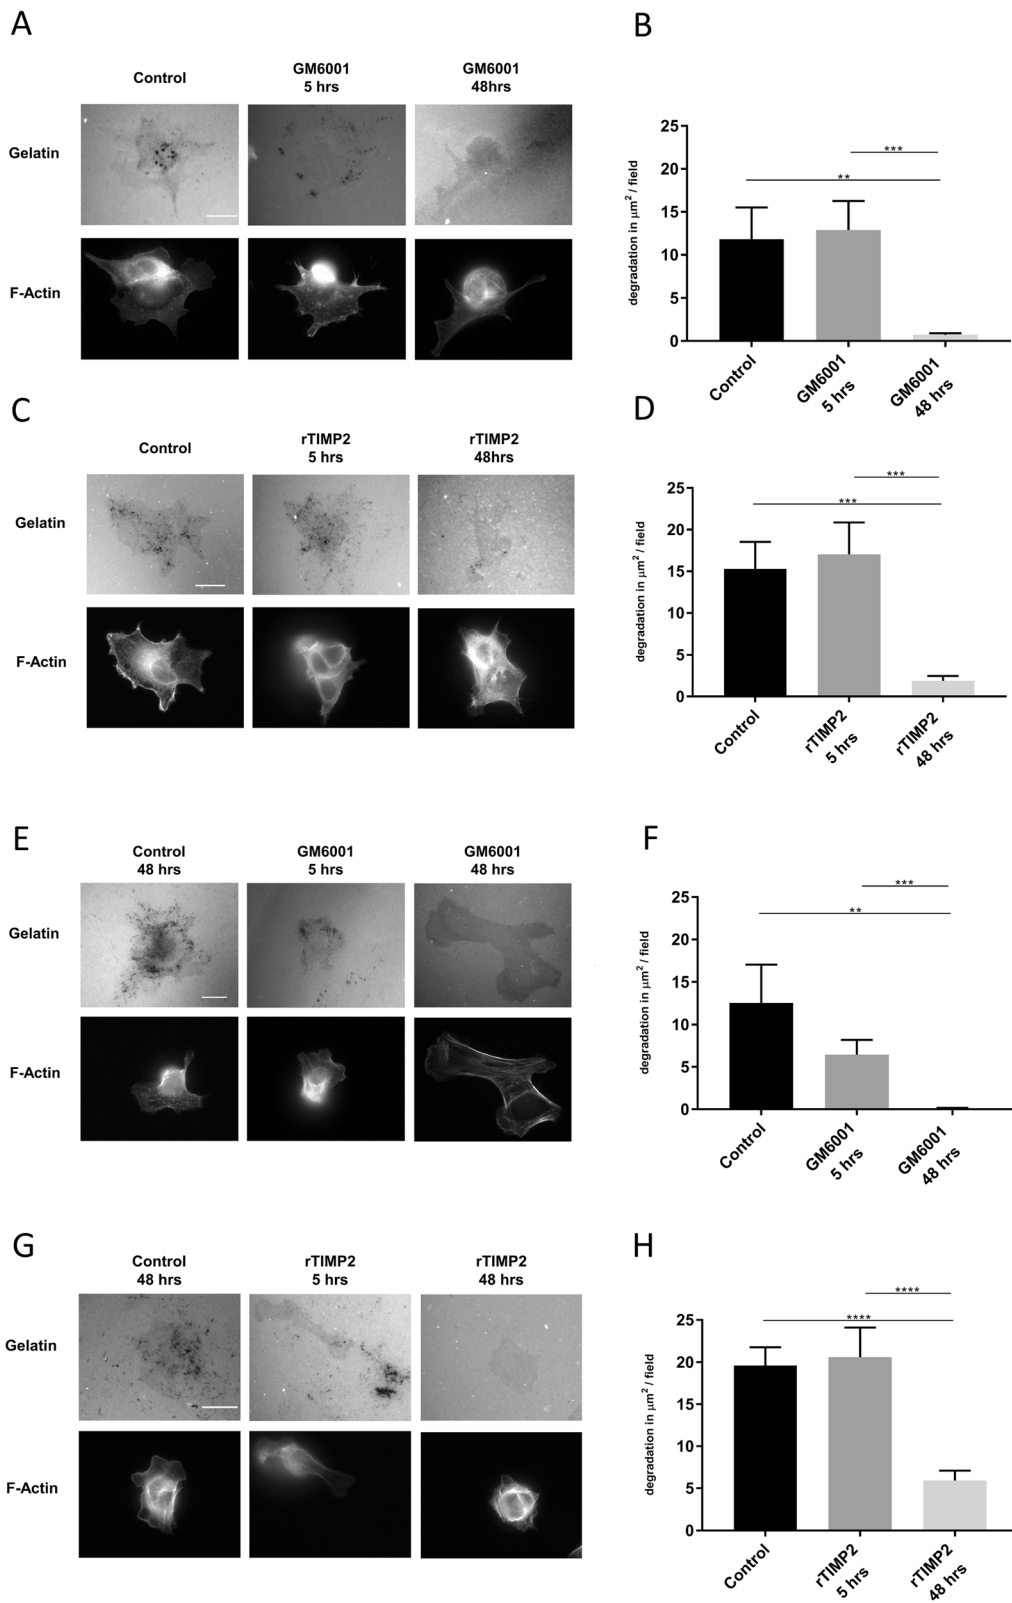 A
Control
GM6001
5 hrs
GM6001
48hrs
Gelatin
F-Actin
B
degradation in μm² / field
25
20
15
10
5
0
***
**
Control
GM6001
5 hrs
GM6001
48 hrs
C
Control
rTIMP2
5 hrs
rTIMP2
48hrs
Gelatin
F-Actin
D
degradation in μm² / field
25
20
15
10
5
0
***
***
Control
rTIMP2
5 hrs
rTIMP2
48 hrs
E
Control
48 hrs
GM6001
5 hrs
GM6001
48 hrs
Gelatin
F-Actin
F
degradation in μm² / field
25
20
15
10
5
0
***
**
Control
GM6001
5 hrs
GM6001
48 hrs
G
Control
48 hrs
rTIMP2
5 hrs
rTIMP2
48 hrs
Gelatin
F-Actin
H
degradation in μm² / field
25
20
15
10
5
0
****
****
Control
rTIMP2
5 hrs
rTIMP2
48 hrs